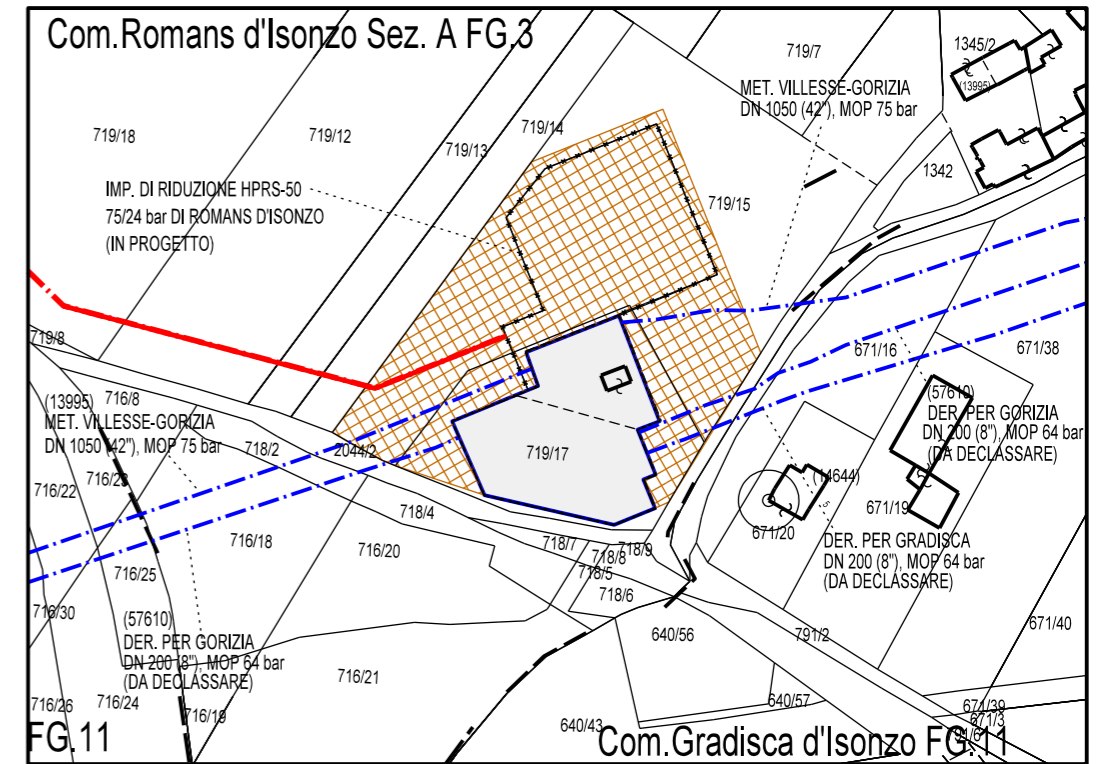 Com.Romans d'Isonzo Sez. A FG.3
719/7
1345/2
(13995)
MET. VILLESSE-GORIZIA
DN 1050 (42"), MOP 75 bar
719/18
719/12
719/14
719/13
1342
IMP. DI RIDUZIONE HPRS-50
75/24 bar DI ROMANS D'ISONZO
(IN PROGETTO)
719/15
719/8
671/16
671/38
(13995)
716/8
MET. VILLESSE-GORIZIA
DN 1050 (42"), MOP 75 bar
718/2
2044/2
719/17
(57610)
DER. PER GORIZIA
DN 200 (8"), MOP 64 bar
(DA DECLASSARE)
(14644)
716/22
718/4
671/19
671/20
716/18
716/20
718/7
718/8
718/9
718/5
718/6
DER. PER GRADISCA
DN 200 (8"), MOP 64 bar
(DA DECLASSARE)
716/25
716/30
(57610)
DER. PER GORIZIA
DN 200 (8"), MOP 64 bar
(DA DECLASSARE)
640/56
791/2
671/40
716/21
716/26
716/24
716/19
640/57
671/39
671/3
640/43
FG.11
Com.Gradisca d'Isonzo FG.11